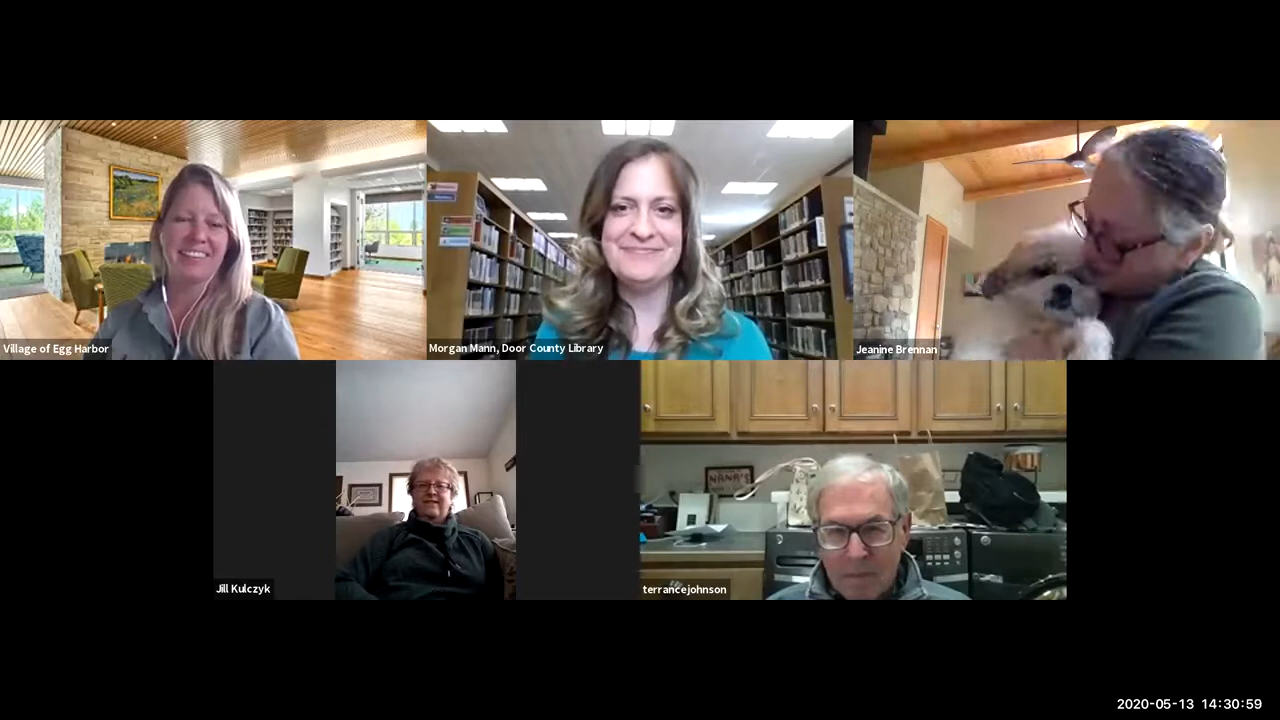 Village of Egg Harbor
Morgan Mann, Door County Library
Jeanine Brennan
Jill Kulczyk
NANA'S
terrancejohnson
2020-05-13 14:30:59